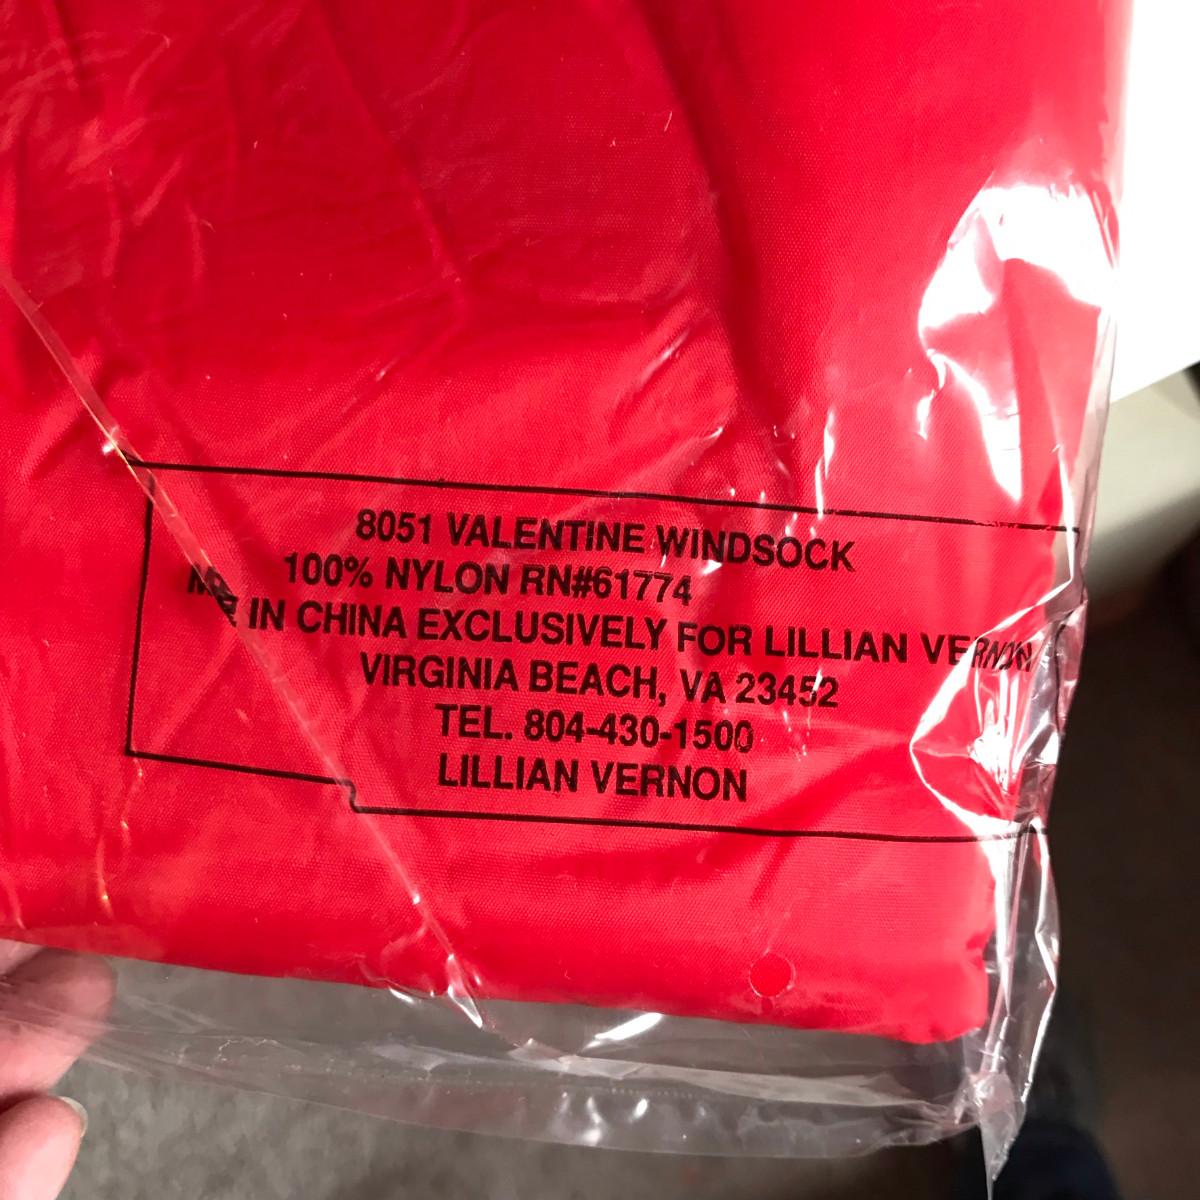 8051 VALENTINE WINDSOCK
100% NYLON RN#61774
IN CHINA EXCLUSIVELY FOR LILLIAN VERNON
VIRGINIA BEACH, VA 23452
TEL. 804-430-1500
LILLIAN VERNON